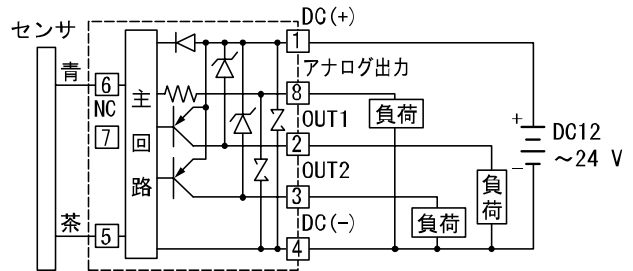 センサ
DC(+)
1
青
6
NC
7
主回路
アナログ出力
8
負荷
OUT1
2
OUT2
3
負荷
負荷
+
−
DC12
～24 V
茶
5
DC(−)
4